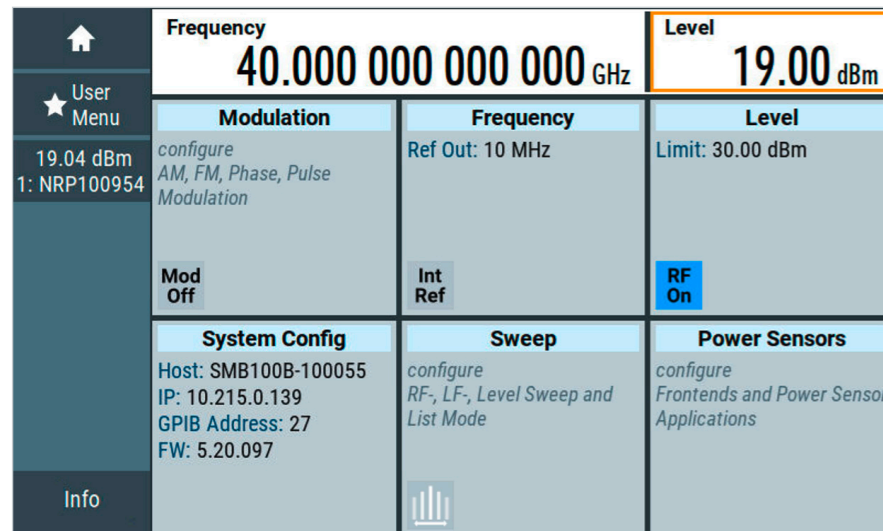 Frequency
40.000 000 000 000 GHz
Level
19.00 dBm
User
Menu
19.04 dBm
1: NRP100954
Info
Modulation
configure
AM, FM, Phase, Pulse
Modulation
Mod
Off
Frequency
Ref Out: 10 MHz
Int
Ref
Level
Limit: 30.00 dBm
RF
On
System Config
Host: SMB100B-100055
IP: 10.215.0.139
GPIB Address: 27
FW: 5.20.097
Sweep
configure
RF-, LF-, Level Sweep and
List Mode
Power Sensors
configure
Frontends and Power Sensor
Applications